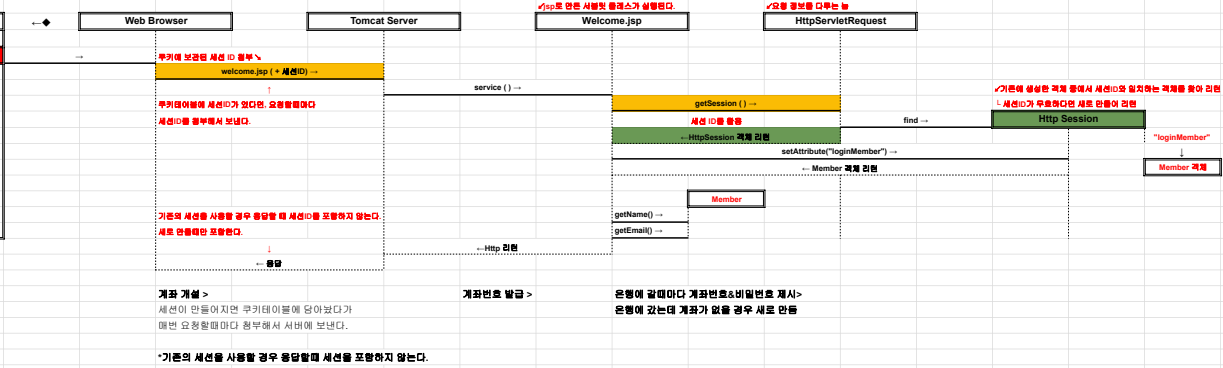 ↙jsp로 만든 서블릿 클래스가 실행된다.
↙요청 정보를 다루는 놈
←◆
Web Browser
Tomcat Server
Welcome.jsp
HttpServletRequest
→
쿠키에 보관된 세션 ID 첨부↘
welcome.jsp ( + 세션ID) →
↑
service ( ) →
쿠키테이블에 세션ID가 있다면, 요청할때마다
세션ID를 첨부해서 보낸다.
getSession ( ) →
세션 ID를 활용
↙기존에 생성한 객체 중에서 세션ID와 일치하는 객체를 찾아 리턴
└ 세션ID가 무효하다면 새로 만들어 리턴
find →
Http Session
←HttpSession 객체 리턴
"loginMember"
↓
setAttribute("loginMember") →
← Member 객체 리턴
Member 객체
Member
기존의 세션을 사용할 경우 응답할 때 세션ID를 포함하지 않는다.
새로 만들때만 포함한다.
getName() →
getEmail() →
↓
←Http 리턴
← 응답
계좌 개설 >
계좌번호 발급 >
은행에 갈때마다 계좌번호&비밀번호 제시>
세션이 만들어지면 쿠키테이블에 담아놨다가
은행에 갔는데 계좌가 없을 경우 새로 만듬
매번 요청할때마다 첨부해서 서버에 보낸다.
*기존의 세션을 사용할 경우 응답할때 세션을 포함하지 않는다.